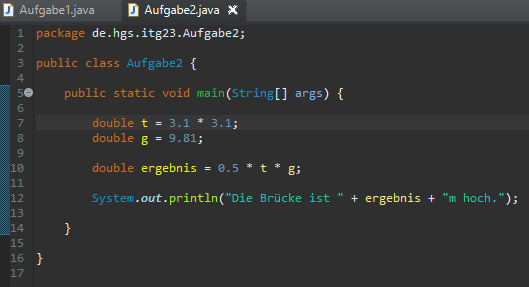 Aufgabe1.java Aufgabe2.java
1 package de.hgs.itg23.Aufgabe2;
2
3 public class Aufgabe2 {
4
5 public static void main(String[] args) {
6
7 double t = 3.1 * 3.1;
8 double g = 9.81;
9
10 double ergebnis = 0.5 * t * g;
11
12 System.out.println("Die Brücke ist " + ergebnis + "m hoch.");
13
14 }
15
16 }
17